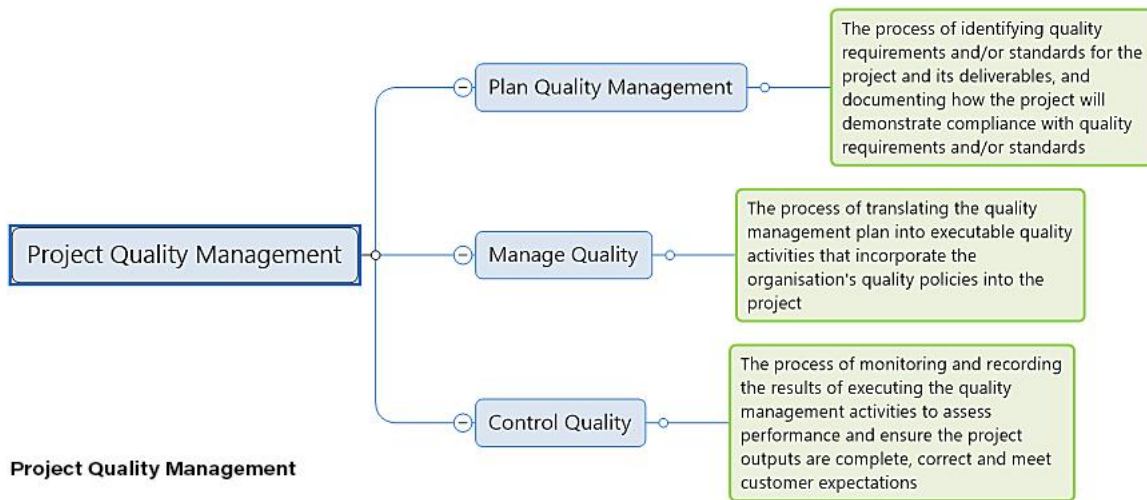 Project Quality Management
Plan Quality Management
The process of identifying quality
requirements and/or standards for the
project and its deliverables, and
documenting how the project will
demonstrate compliance with quality
requirements and/or standards
Manage Quality
The process of translating the quality
management plan into executable quality
activities that incorporate the
organisation's quality policies into the
project
Control Quality
The process of monitoring and recording
the results of executing the quality
management activities to assess
performance and ensure the project
outputs are complete, correct and meet
customer expectations
Project Quality Management